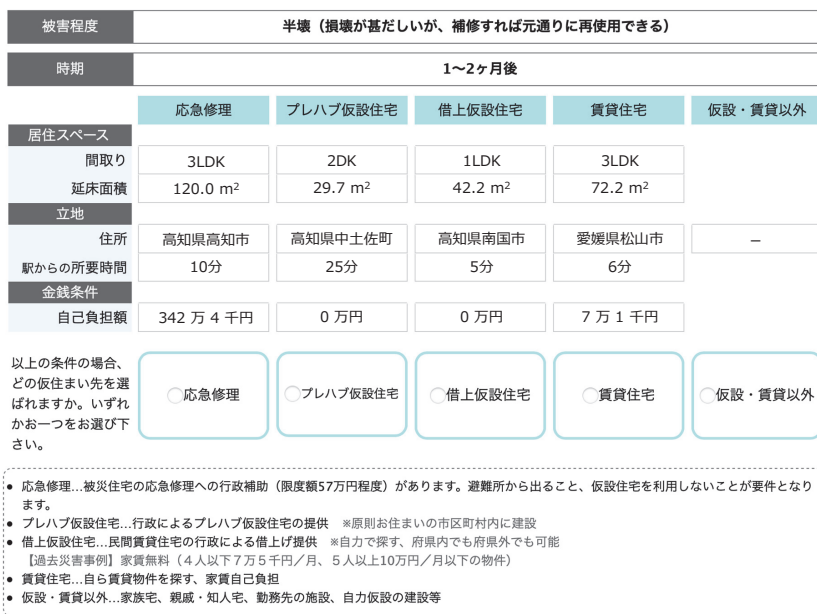 被害程度 半壊（損壊が甚だしいが、補修すれば元通りに再使用できる）
時期 1〜2ヶ月後
応急修理 プレハブ仮設住宅 借上仮設住宅 賃貸住宅 仮設・賃貸以外
居住スペース
間取り 3LDK 2DK 1LDK 3LDK
延床面積 120.0 m² 29.7 m² 42.2 m² 72.2 m²
立地
住所 高知県高知市 高知県中土佐町 高知県南国市 愛媛県松山市 −
駅からの所要時間 10分 25分 5分 6分
金銭条件
自己負担額 342 万 4 千円 0 万円 0 万円 7 万 1 千円
以上の条件の場合、
どの仮住まい先を選
ばれますか。いずれ
かお一つをお選び下
さい。
応急修理 プレハブ仮設住宅 借上仮設住宅 賃貸住宅 仮設・賃貸以外
• 応急修理…被災住宅の応急修理への行政補助（限度額57万円程度）があります。避難所から出ること、仮設住宅を利用しないことが要件となり
ます。
• プレハブ仮設住宅…行政によるプレハブ仮設住宅の提供 ※原則お住まいの市区町村内に建設
• 借上仮設住宅…民間賃貸住宅の行政による借上げ提供 ※自力で探す、府県内でも府県外でも可能
【過去災害事例】家賃無料（４人以下７万５千円／月、５人以上10万円／月以下の物件）
• 賃貸住宅…自ら賃貸物件を探す、家賃自己負担
• 仮設・賃貸以外…家族宅、親戚・知人宅、勤務先の施設、自力仮設の建設等